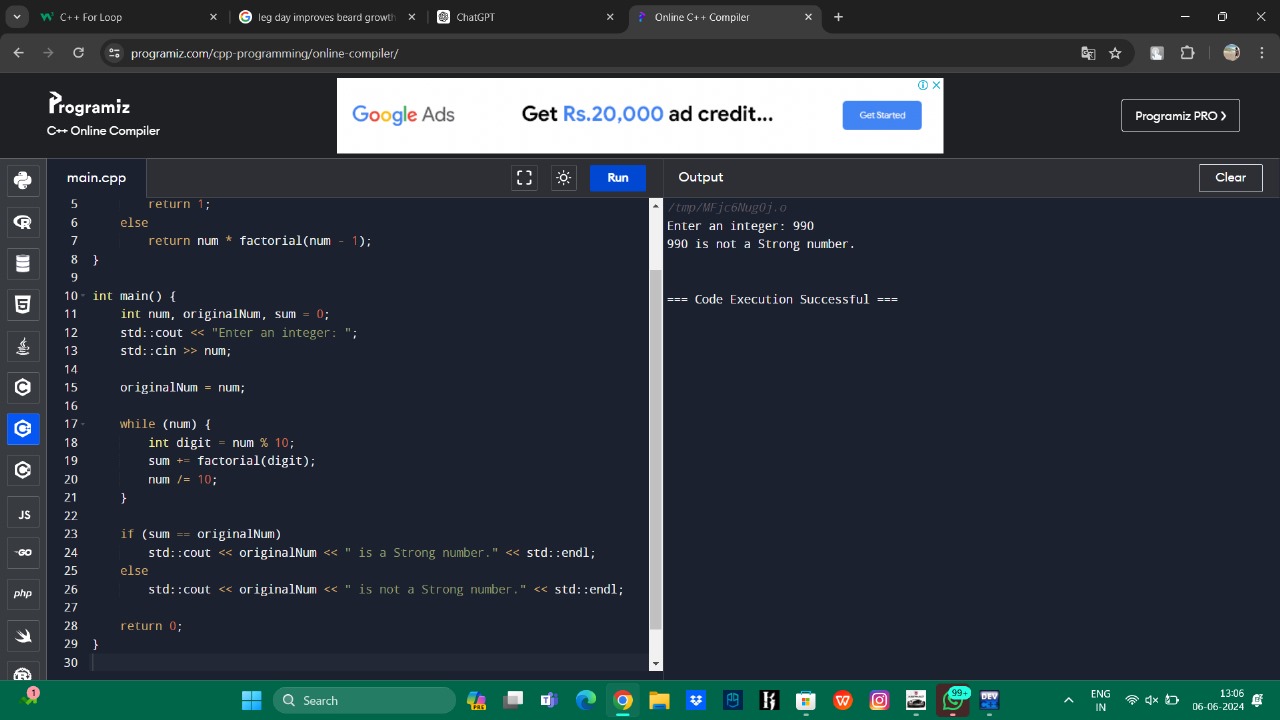 C++ For Loop
leg day improves beard growth
ChatGPT
Online C++ Compiler
programiz.com/cpp-programming/online-compiler/
Programiz
C++ Online Compiler
Google Ads
Get Rs.20,000 ad credit...
Get Started
Programiz PRO
main.cpp
Run
Output
Clear
5 return 1;
6 else
7 return num * factorial(num - 1);
8 }
9
10 int main() {
11 int num, originalNum, sum = 0;
12 std::cout << "Enter an integer: ";
13 std::cin >> num;
14
15 originalNum = num;
16
17 while (num) {
18 int digit = num % 10;
19 sum += factorial(digit);
20 num /= 10;
21 }
22
23 if (sum == originalNum)
24 std::cout << originalNum << " is a Strong number." << std::endl;
25 else
26 std::cout << originalNum << " is not a Strong number." << std::endl;
27
28 return 0;
29 }
30
/tmp/MFjc6NugOj.o
Enter an integer: 990
990 is not a Strong number.
=== Code Execution Successful ===
JS
GO
php
1
Search
PRE
99+
DEV
ENG
IN
13:06
06-06-2024